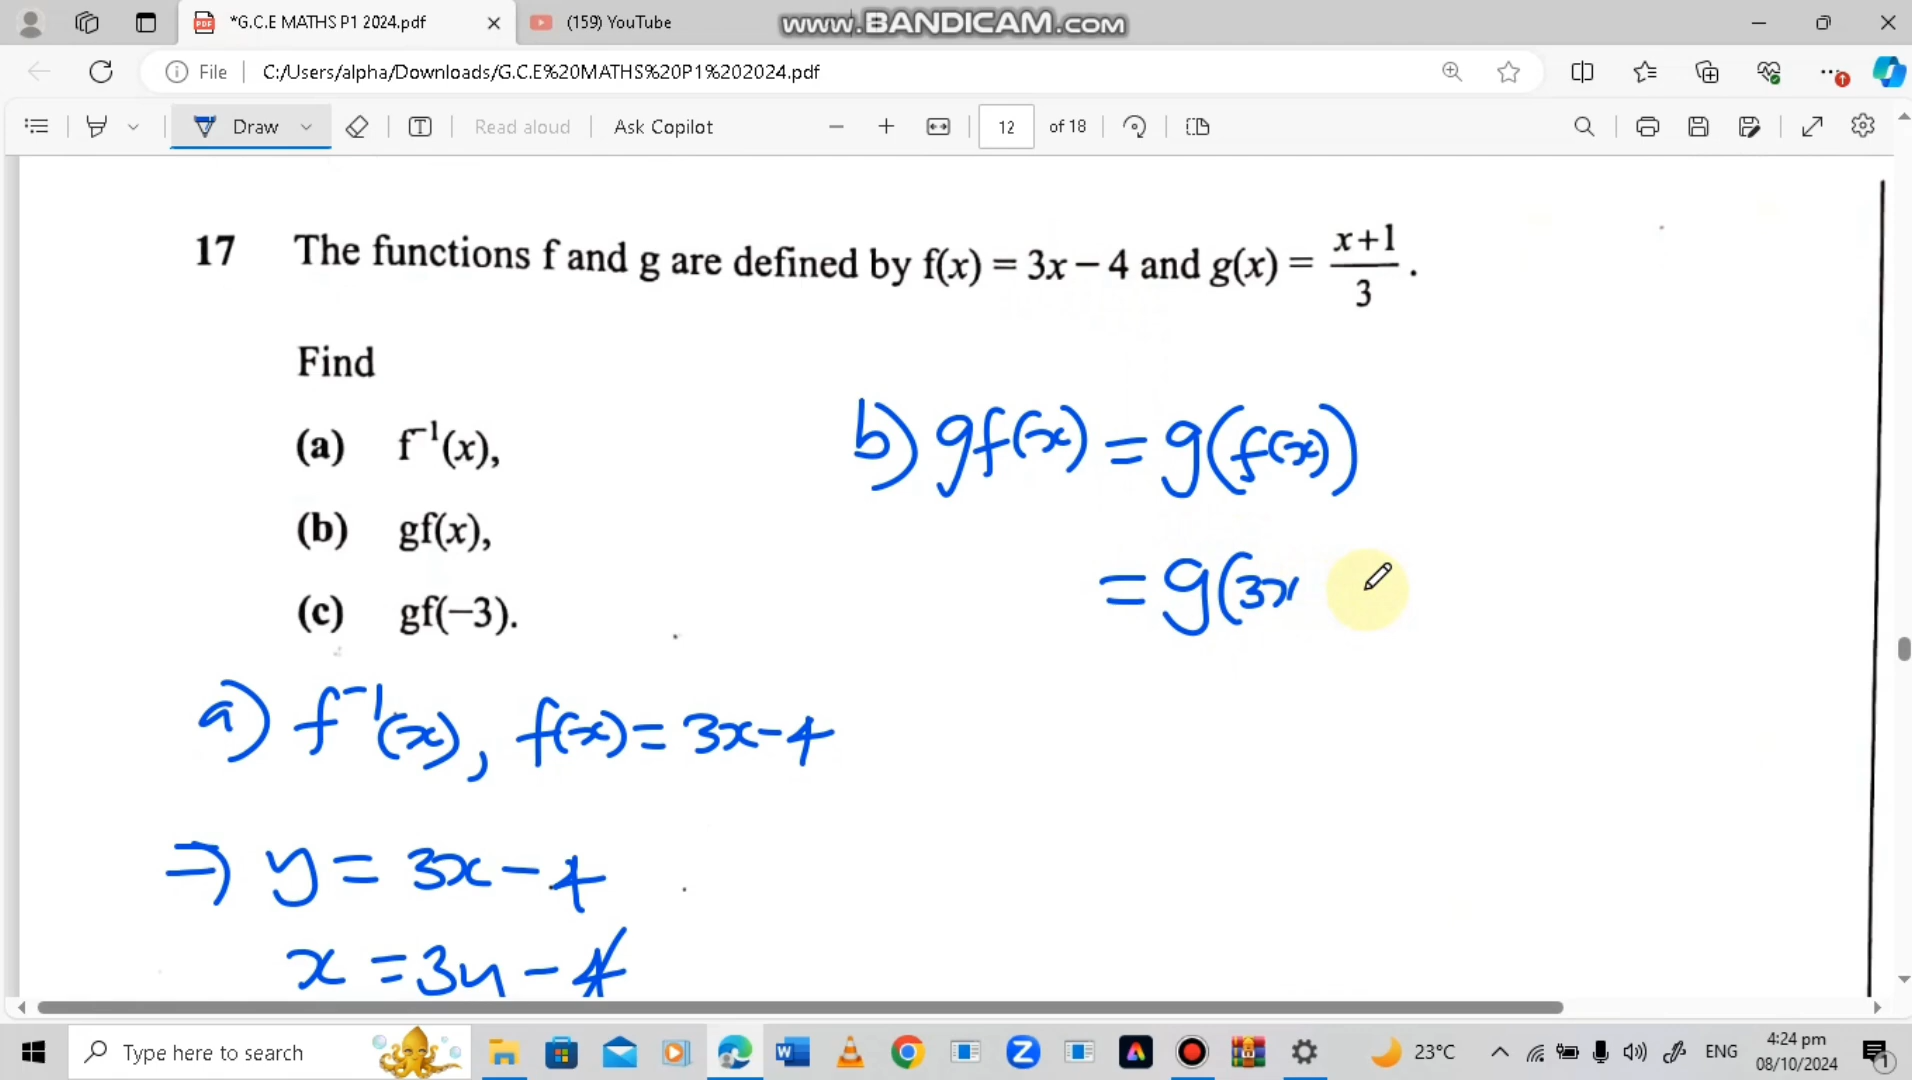 *G.C.E MATHS P1 2024.pdf
(159) YouTube
www.BANDICAM.com
File
C:/Users/alpha/Downloads/G.C.E%20MATHS%20P1%202024.pdf
Draw
Read aloud
Ask Copilot
12
of 18
17 The functions f and g are defined by f(x) = 3x − 4 and g(x) = (x+1)/3 .
Find
(a) f⁻¹(x),
(b) gf(x),
(c) gf(−3).
b) gf(x) = g(f(x))
= g(3x
a) f⁻¹(x), f(x) = 3x-4
⇒ y = 3x - 4
x = 3y - 4
Type here to search
23°C
ENG
4:24 pm
08/10/2024
1